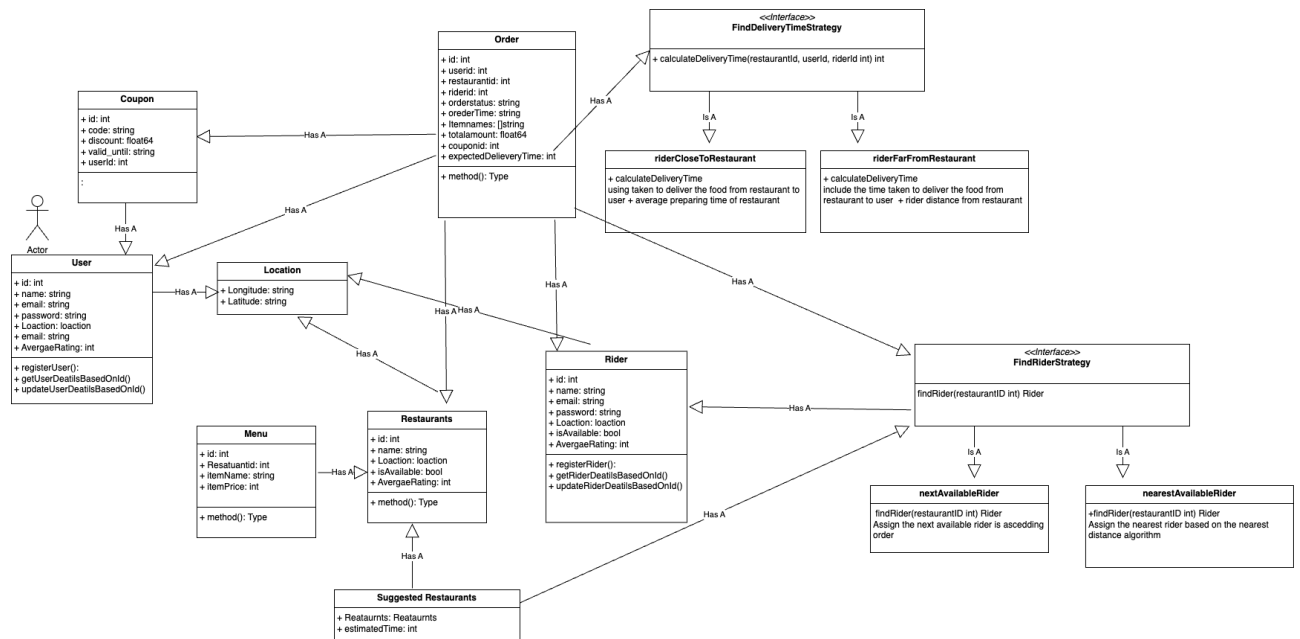 <<Interface>>
FindDeliveryTimeStrategy
+ calculateDeliveryTime(restaurantId, userId, riderId int) int
Order
+ id: int
+ userid: int
+ restaurantid: int
+ riderid: int
+ orderstatus: string
+ orederTime: string
+ Itemnames: []string
+ totalamount: float64
+ couponid: int
+ expectedDelieveryTime: int
+ method(): Type
Has A
Coupon
+ id: int
+ code: string
+ discount: float64
+ valid_until: string
+ userId: int
:
Has A
Is A
Is A
riderCloseToRestaurant
+ calculateDeliveryTime
using taken to deliver the food from restaurant to
user + average preparing time of restaurant
riderFarFromRestaurant
+ calculateDeliveryTime
include the time taken to deliver the food from
restaurant to user + rider distance from restaurant
Has A
Has A
Actor
User
+ id: int
+ name: string
+ email: string
+ password: string
+ Loaction: loaction
+ email: string
+ AvergaeRating: int
+ registerUser():
+ getUserDeatilsBasedOnId()
+ updateUserDeatilsBasedOnId()
Has A
Location
+ Longitude: string
+ Latitude: string
Has A
Has A
Has A
Has A
Has A
Rider
+ id: int
+ name: string
+ email: string
+ password: string
+ Loaction: loaction
+ isAvailable: bool
+ AvergaeRating: int
+ registerRider():
+ getRiderDeatilsBasedOnId()
+ updateRiderDeatilsBasedOnId()
<<Interface>>
FindRiderStrategy
findRider(restaurantID int) Rider
Has A
Restaurants
+ id: int
+ name: string
+ Loaction: loaction
+ isAvailable: bool
+ AvergeRating: int
+ method(): Type
Menu
+ id: int
+ Resatuantid: int
+ itemName: string
+ itemPrice: int
+ method(): Type
Has A
Is A
Is A
nextAvailableRider
findRider(restaurantID int) Rider
Assign the next available rider is ascedding
order
nearestAvailableRider
+findRider(restaurantID int) Rider
Assign the nearest rider based on the nearest
distance algorithm
Has A
Has A
Suggested Restaurants
+ Reataurnts: Reataurnts
+ estimatedTime: int